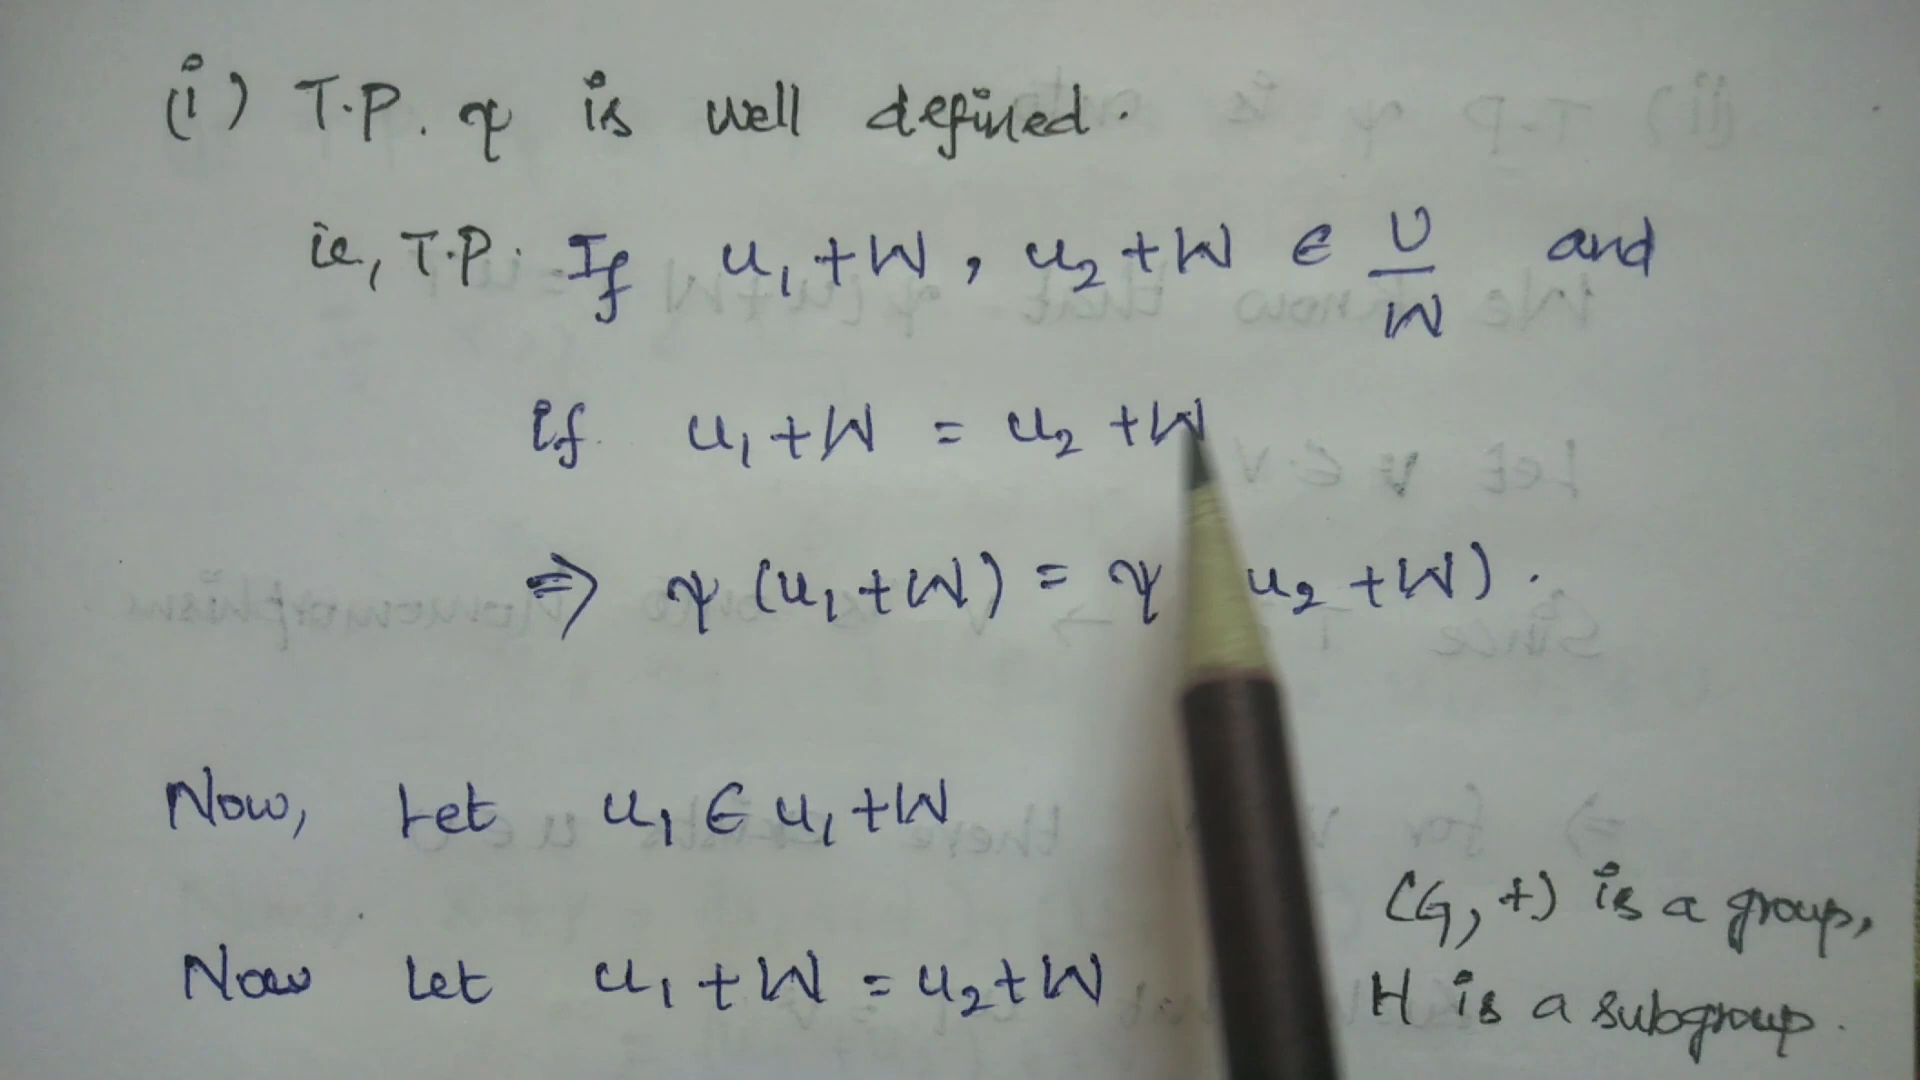 (i) T.P. ψ is well defined.
ie, T.P. If u₁+W, u₂+W ∈ U/W and
if u₁+W = u₂+W
⇒ ψ(u₁+W) = ψ u₂+W).
Now, Let u₁ ∈ u₁+W
Now Let u₁+W = u₂+W
(G, +) is a group,
H is a subgroup.